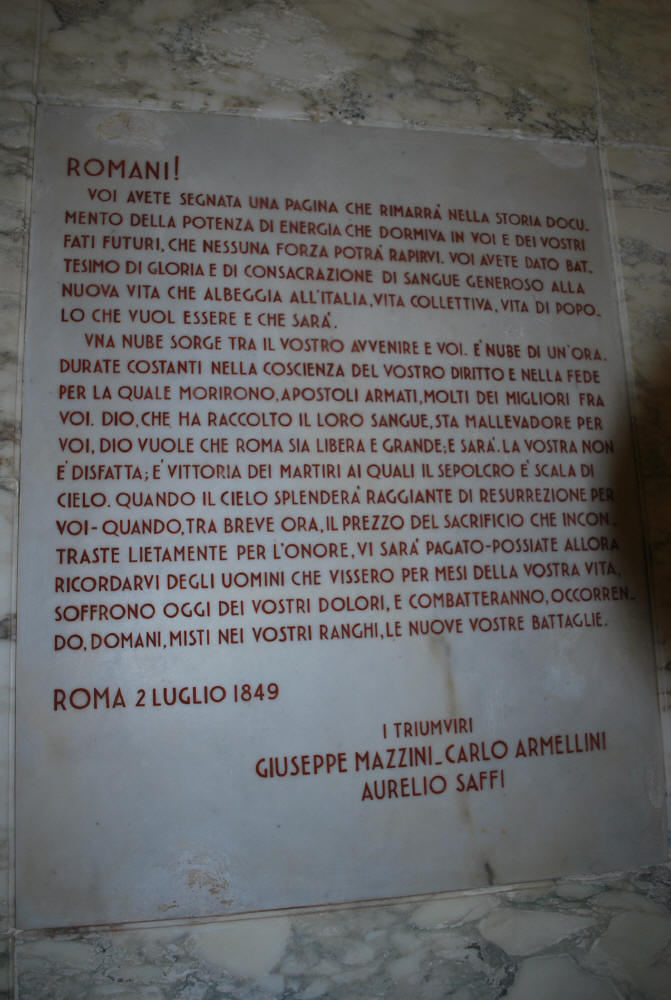 ROMANI!
VOI AVETE SEGNATA UNA PAGINA CHE RIMARRÀ NELLA STORIA DOCU-
MENTO DELLA POTENZA DI ENERGIA CHE DORMIVA IN VOI E DEI VOSTRI
FATI FUTURI, CHE NESSUNA FORZA POTRÀ RAPIRVI. VOI AVETE DATO BAT-
TESIMO DI GLORIA E DI CONSACRAZIONE DI SANGUE GENEROSO ALLA
NUOVA VITA CHE ALBEGGIA ALL'ITALIA, VITA COLLETTIVA, VITA DI POPO-
LO CHE VUOL ESSERE E CHE SARÀ.
VNA NUBE SORGE TRA IL VOSTRO AVVENIRE E VOI. È NUBE DI UN'ORA.
DURATE COSTANTI NELLA COSCIENZA DEL VOSTRO DIRITTO E NELLA FEDE
PER LA QUALE MORIRONO, APOSTOLI ARMATI, MOLTI DEI MIGLIORI FRA
VOI. DIO, CHE HA RACCOLTO IL LORO SANGUE, STA MALLEVADORE PER
VOI, DIO VUOLE CHE ROMA SIA LIBERA E GRANDE; E SARÀ. LA VOSTRA NON
È DISFATTA; È VITTORIA DEI MARTIRI AI QUALI IL SEPOLCRO È SCALA DI
CIELO. QUANDO IL CIELO SPLENDERÀ RAGGIANTE DI RESURREZIONE PER
VOI-QUANDO, TRA BREVE ORA, IL PREZZO DEL SACRIFICIO CHE INCON-
TRASTE LIETAMENTE PER L'ONORE, VI SARÀ PAGATO-POSSIATE ALLORA
RICORDARVI DEGLI UOMINI CHE VISSERO PER MESI DELLA VOSTRA VITA,
SOFFRONO OGGI DEI VOSTRI DOLORI, E COMBATTERANNO, OCCORREN-
DO, DOMANI, MISTI NEI VOSTRI RANGHI, LE NUOVE VOSTRE BATTAGLIE.
ROMA 2 LUGLIO 1849
I TRIUMVIRI
GIUSEPPE MAZZINI-CARLO ARMELLINI
AURELIO SAFFI